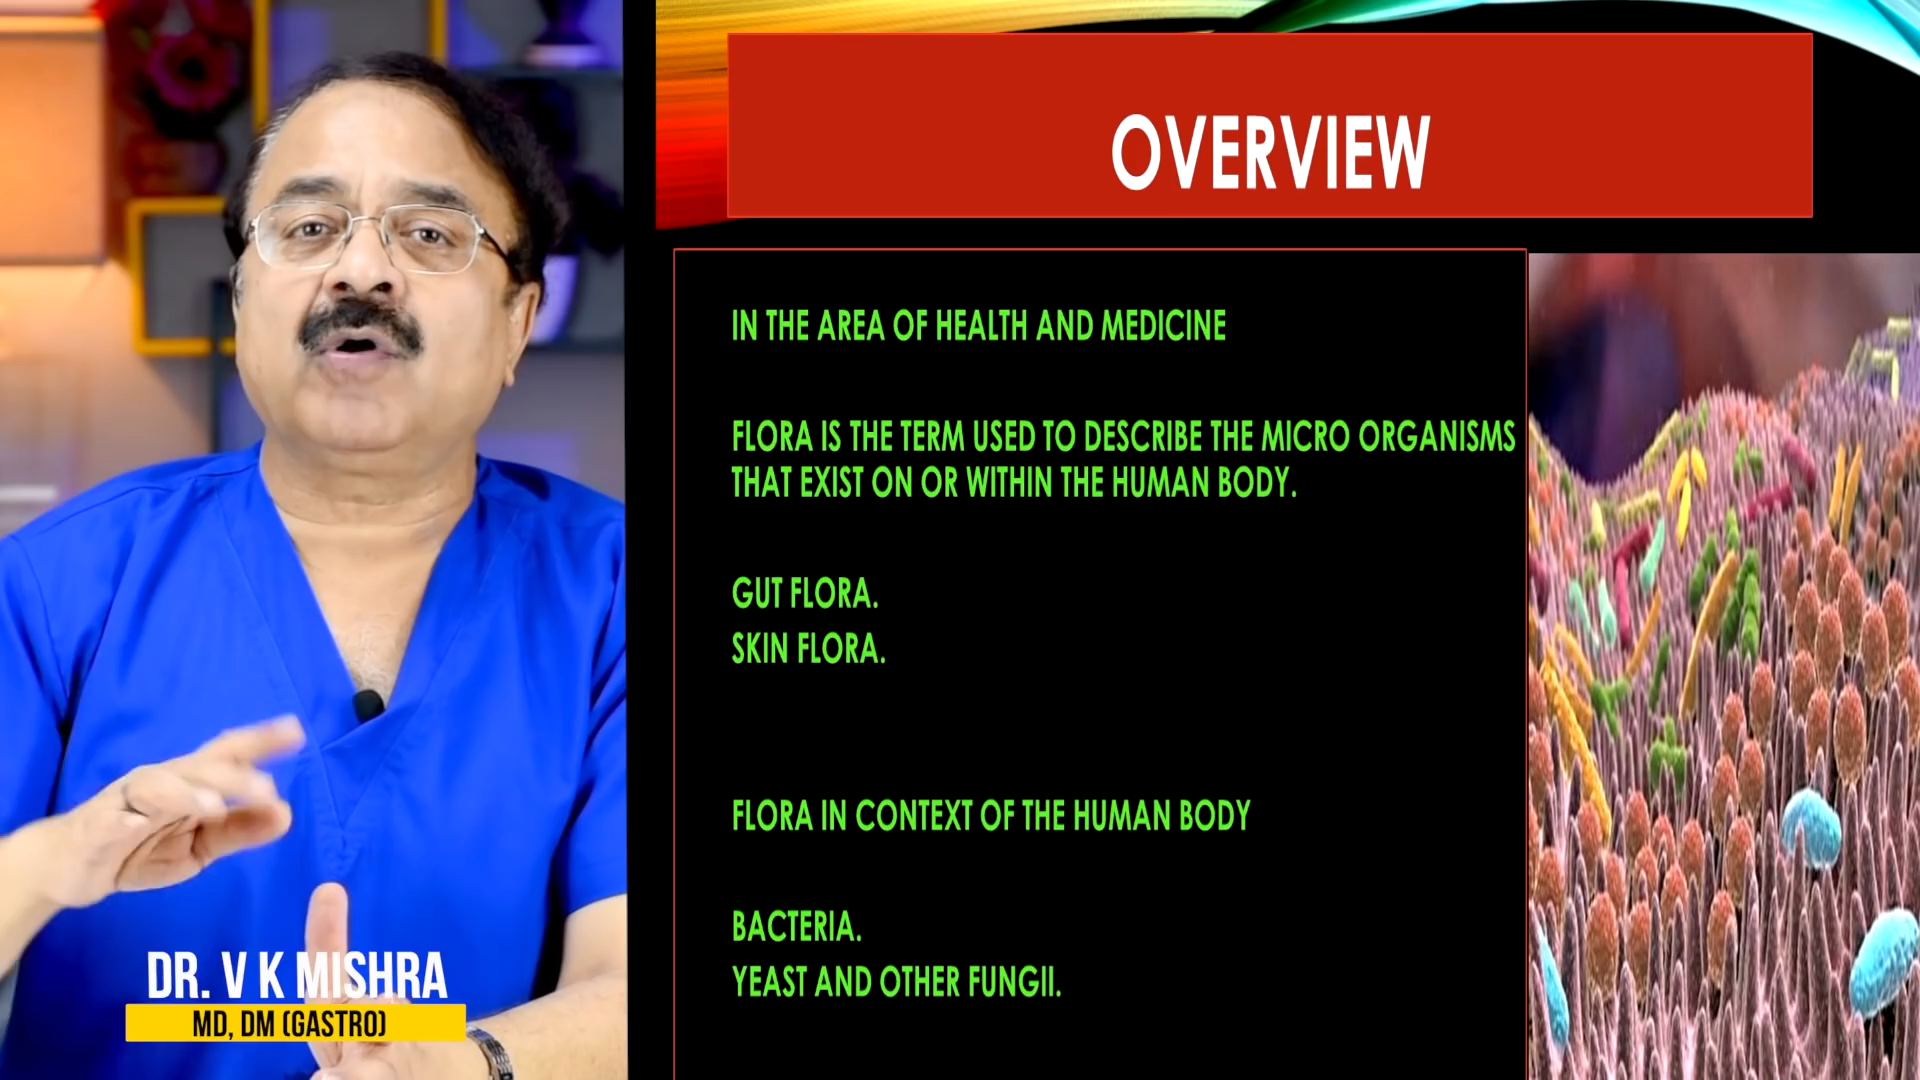 OVERVIEW
IN THE AREA OF HEALTH AND MEDICINE
FLORA IS THE TERM USED TO DESCRIBE THE MICRO ORGANISMS
THAT EXIST ON OR WITHIN THE HUMAN BODY.
GUT FLORA.
SKIN FLORA.
FLORA IN CONTEXT OF THE HUMAN BODY
BACTERIA.
YEAST AND OTHER FUNGII.
DR. V K MISHRA
MD, DM (GASTRO)